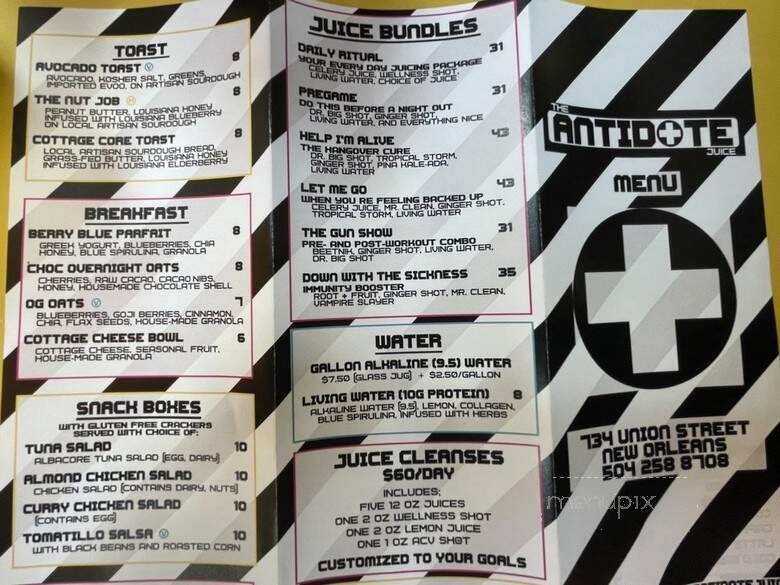 TOAST
AVOCADO TOAST Ⓥ 8
AVOCADO, KOSHER SALT, GREENS,
IMPORTED EVOO, ON ARTISAN SOURDOUGH
THE NUT JOB 8
PEANUT BUTTER, LOUISIANA HONEY
INFUSED WITH LOUISIANA BLUEBERRY
ON LOCAL ARTISAN SOURDOUGH
COTTAGE CORE TOAST 8
LOCAL ARTISAN SOURDOUGH BREAD,
GRASS-FED BUTTER, LOUISIANA HONEY
INFUSED WITH LOUISIANA ELDERBERRY
BREAKFAST
BERRY BLUE PARFAIT 8
GREEK YOGURT, BLUEBERRIES, CHIA
HONEY, BLUE SPIRULINA, GRANOLA
CHOC OVERNIGHT OATS 8
CHERRIES, RAW CACAO, CACAO NIBS,
HONEY, HOUSEMADE CHOCOLATE SHELL
OG OATS Ⓥ 7
BLUEBERRIES, GOJI BERRIES, CINNAMON,
CHIA, FLAX SEEDS, HOUSE-MADE GRANOLA
COTTAGE CHEESE BOWL 6
COTTAGE CHEESE, SEASONAL FRUIT,
HOUSE-MADE GRANOLA
SNACK BOXES
WITH GLUTEN FREE CRACKERS
SERVED WITH CHOICE OF:
TUNA SALAD 10
ALBACORE TUNA SALAD (EGG, DAIRY)
ALMOND CHICKEN SALAD 10
CHICKEN SALAD (CONTAINS DAIRY, NUTS)
CURRY CHICKEN SALAD 10
(CONTAINS EGG)
TOMATILLO SALSA Ⓥ 10
WITH BLACK BEANS AND ROASTED CORN
JUICE BUNDLES
DAILY RITUAL 31
YOUR EVERY DAY JUICING PACKAGE
CELERY JUICE, WELLNESS SHOT,
LIVING WATER, CHOICE OF JUICE
PREGAME 31
DO THIS BEFORE A NIGHT OUT
DR. BIG SHOT, GINGER SHOT,
LIVING WATER, AND EVERYTHING NICE
HELP I'M ALIVE 43
THE HANGOVER CURE
DR. BIG SHOT, TROPICAL STORM,
GINGER SHOT, PINA KALE-ADA,
LIVING WATER
LET ME GO 43
WHEN YOU'RE FEELING BACKED UP
CELERY JUICE, MR. CLEAN, GINGER SHOT,
TROPICAL STORM, LIVING WATER
THE GUN SHOW 31
PRE- AND POST-WORKOUT COMBO
BEETNIK, GINGER SHOT, LIVING WATER,
DR. BIG SHOT
DOWN WITH THE SICKNESS 35
IMMUNITY BOOSTER
ROOT + FRUIT, GINGER SHOT, MR. CLEAN,
VAMPIRE SLAYER
WATER
GALLON ALKALINE (9.5) WATER
$7.50 (GLASS JUG) + $2.50/GALLON
LIVING WATER (10G PROTEIN) 8
ALKALINE WATER (9.5), LEMON, COLLAGEN,
BLUE SPIRULINA, INFUSED WITH HERBS
JUICE CLEANSES
$60/DAY
INCLUDES;
FIVE 12 OZ JUICES
ONE 2 OZ WELLNESS SHOT
ONE 2 OZ LEMON JUICE
ONE 1 OZ ACV SHOT
CUSTOMIZED TO YOUR GOALS
THE
ANTIDOTE
JUICE
MENU
734 UNION STREET
NEW ORLEANS
504 258 8708
menupix